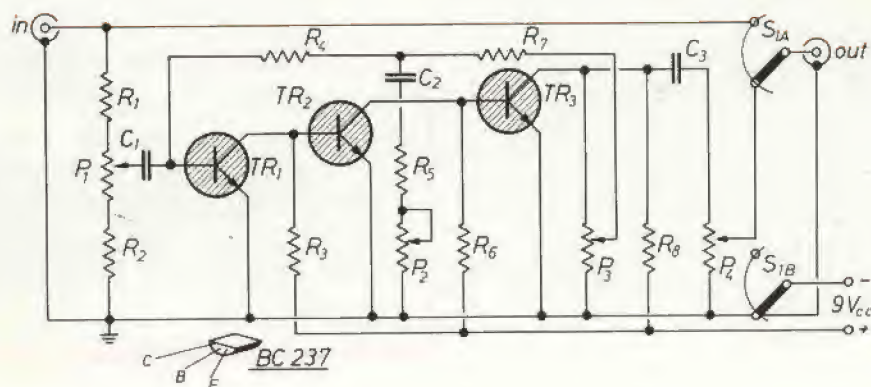 in
S1A
out
R4
R7
C3
R1
C2
TR2
TR3
C1
P1
TR1
R5
R2
R3
P2
R6
P3
R8
P4
S1B
−
9Vcc
+
C
B
E
BC 237